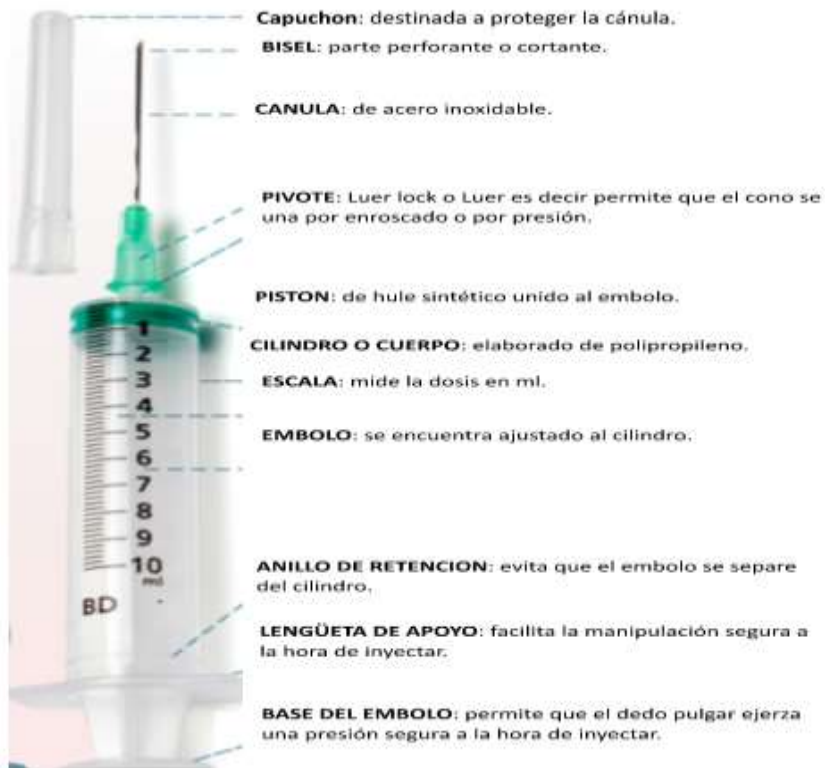 Capuchon: destinada a proteger la cánula.
BISEL: parte perforante o cortante.
CANULA: de acero inoxidable.
PIVOTE: Luer lock o Luer es decir permite que el cono se
una por enroscado o por presión.
PISTON: de hule sintético unido al embolo.
1
CILINDRO O CUERPO: elaborado de polipropileno.
2
3
ESCALA: mide la dosis en ml.
4
5
EMBOLO: se encuentra ajustado al cilindro.
6
7
8
9
10
ANILLO DE RETENCION: evita que el embolo se separe
del cilindro.
BD
LENGÜETA DE APOYO: facilita la manipulación segura a
la hora de inyectar.
BASE DEL EMBOLO: permite que el dedo pulgar ejerza
una presión segura a la hora de inyectar.